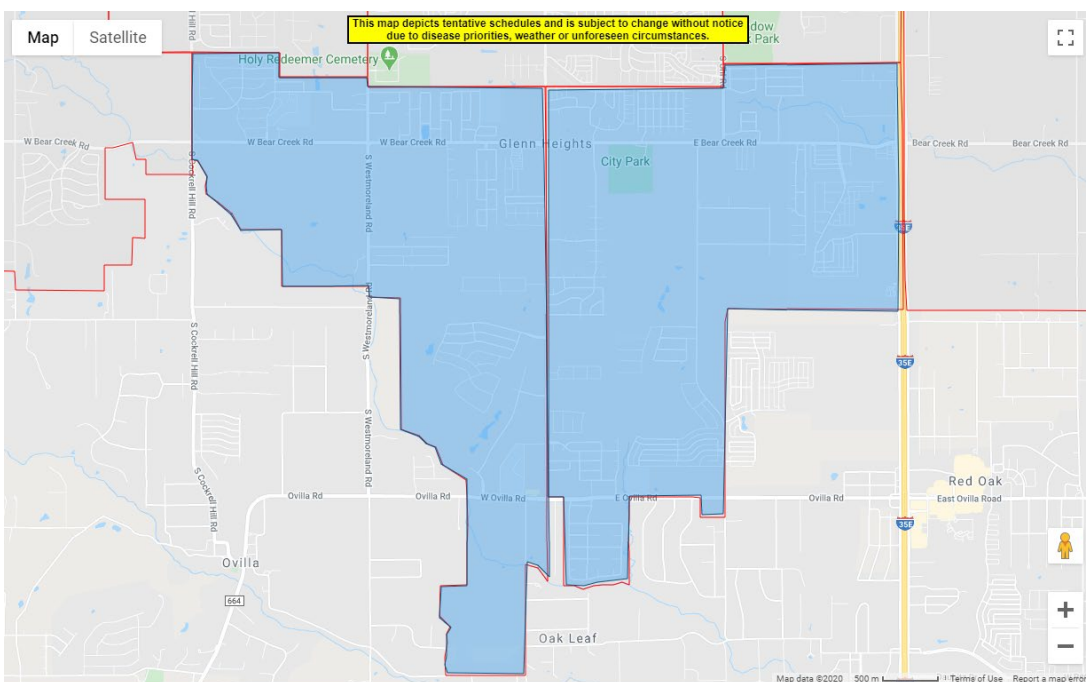 This map depicts tentative schedules and is subject to change without notice
due to disease priorities, weather or unforeseen circumstances.
Map
Satellite
Hill Rd
Holy Redeemer Cemetery
dow
k Park
W Bear Creek Rd
W Bear Creek Rd
W Bear Creek Rd
Glenn Heights
E Bear Creek Rd
Bear Creek Rd
Bear Creek Rd
City Park
S Cockrell Hill Rd
S Westmoreland Rd
35E
S Westmoreland Rd
S Cockrell Hill Rd
35E
S Westmoreland Rd
S Cockrell Hill Rd
Red Oak
Ovilla Rd
Ovilla Rd
W Ovilla Rd
E Ovilla Rd
Ovilla Rd
East Ovilla Road
35E
Ovilla
664
Oak Leaf
Map data ©2020
500 m
Terms of Use
Report a map error